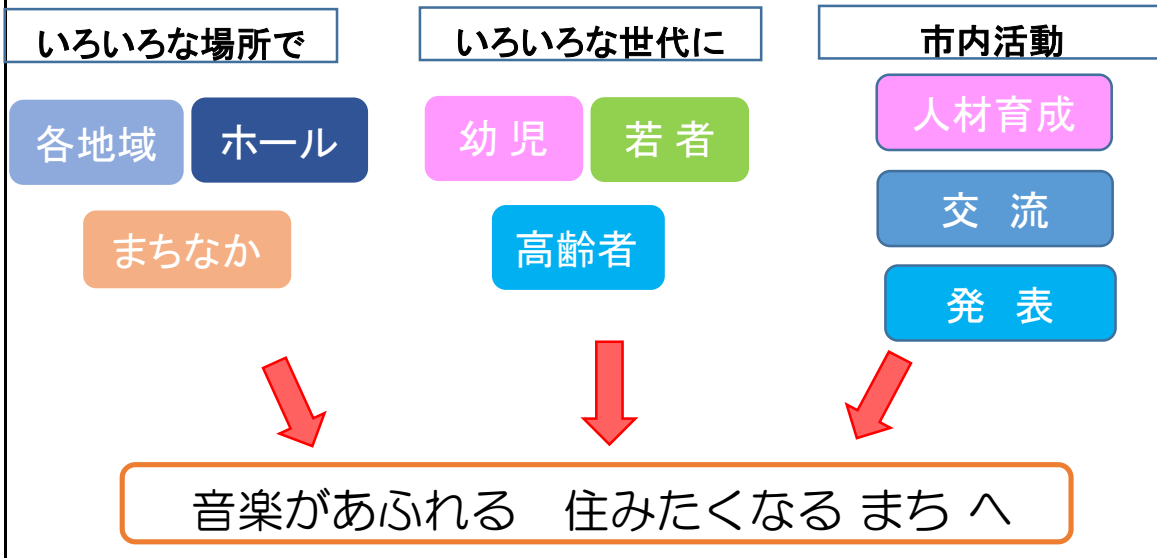 いろいろな場所で
各地域
ホール
まちなか
いろいろな世代に
幼 児
若 者
高齢者
市内活動
人材育成
交 流
発 表
音楽があふれる 住みたくなる まち へ